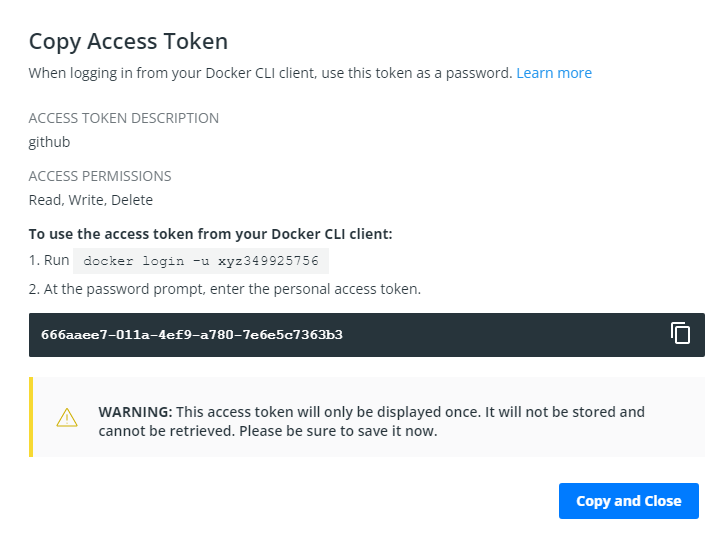 Copy Access Token
When logging in from your Docker CLI client, use this token as a password. Learn more
ACCESS TOKEN DESCRIPTION
github
ACCESS PERMISSIONS
Read, Write, Delete
To use the access token from your Docker CLI client:
1. Run docker login -u xyz349925756
2. At the password prompt, enter the personal access token.
666aaee7-011a-4ef9-a780-7e6e5c7363b3
WARNING: This access token will only be displayed once. It will not be stored and
cannot be retrieved. Please be sure to save it now.
Copy and Close